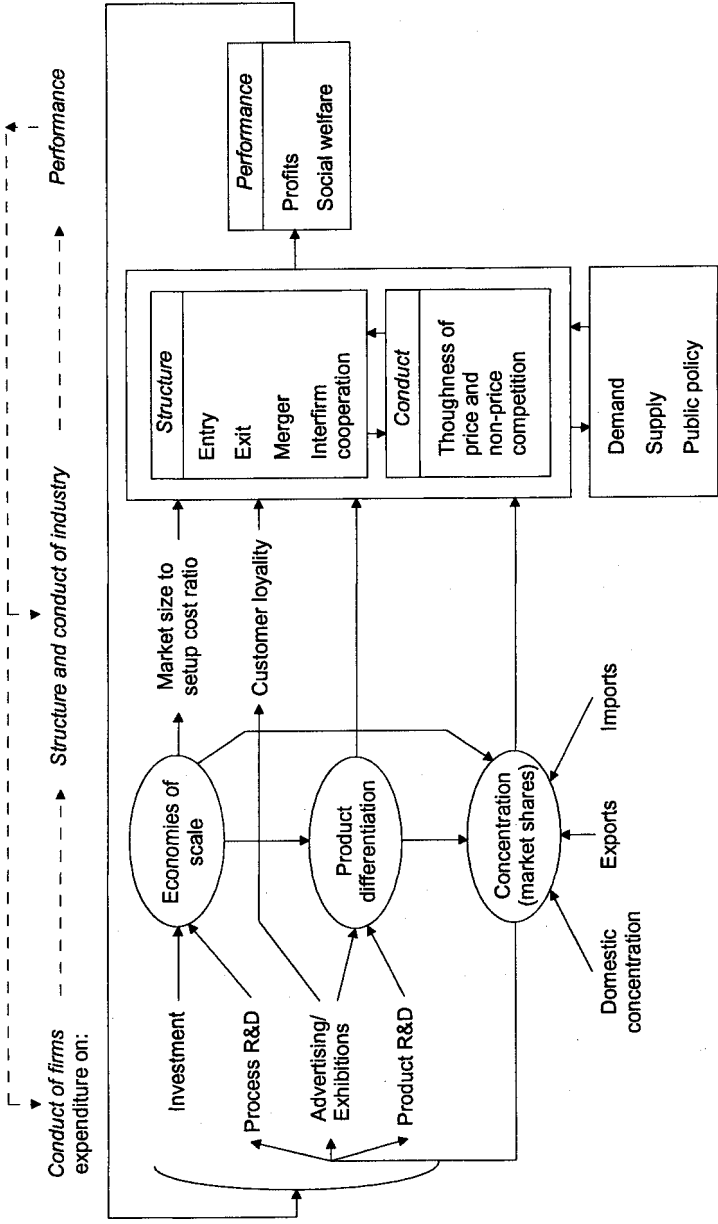 Conduct of firms
expenditure on:
Structure and conduct of industry
Performance
Investment
Process R&D
Advertising/
Exhibitions
Product R&D
Economies of
scale
Product
differentiation
Concentration
(market shares)
Domestic
concentration
Exports
Imports
Market size to
setup cost ratio
Customer loyality
Structure
Entry
Exit
Merger
Interfirm
cooperation
Conduct
Thoughness of
price and
non-price
competition
Demand
Supply
Public policy
Performance
Profits
Social welfare